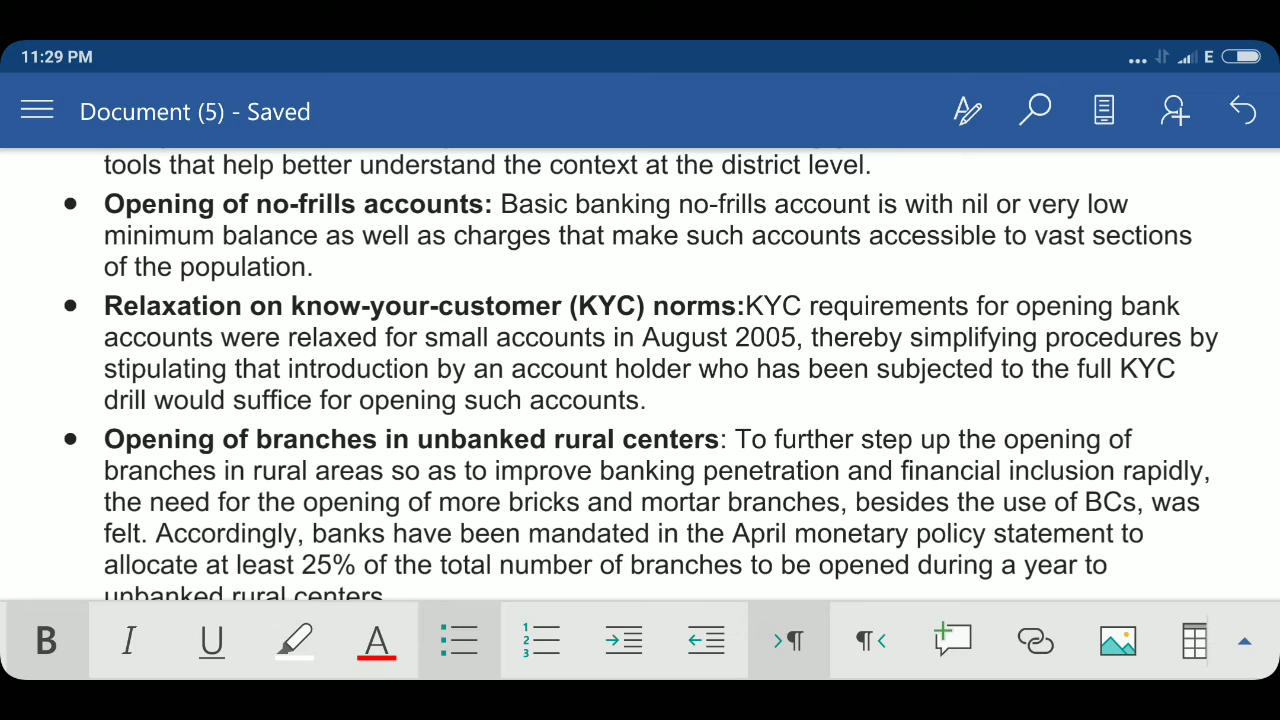 11:29 PM
E
Document (5) - Saved
tools that help better understand the context at the district level.
• Opening of no-frills accounts: Basic banking no-frills account is with nil or very low
minimum balance as well as charges that make such accounts accessible to vast sections
of the population.
• Relaxation on know-your-customer (KYC) norms:KYC requirements for opening bank
accounts were relaxed for small accounts in August 2005, thereby simplifying procedures by
stipulating that introduction by an account holder who has been subjected to the full KYC
drill would suffice for opening such accounts.
• Opening of branches in unbanked rural centers: To further step up the opening of
branches in rural areas so as to improve banking penetration and financial inclusion rapidly,
the need for the opening of more bricks and mortar branches, besides the use of BCs, was
felt. Accordingly, banks have been mandated in the April monetary policy statement to
allocate at least 25% of the total number of branches to be opened during a year to
unbanked rural centers.
B I U A